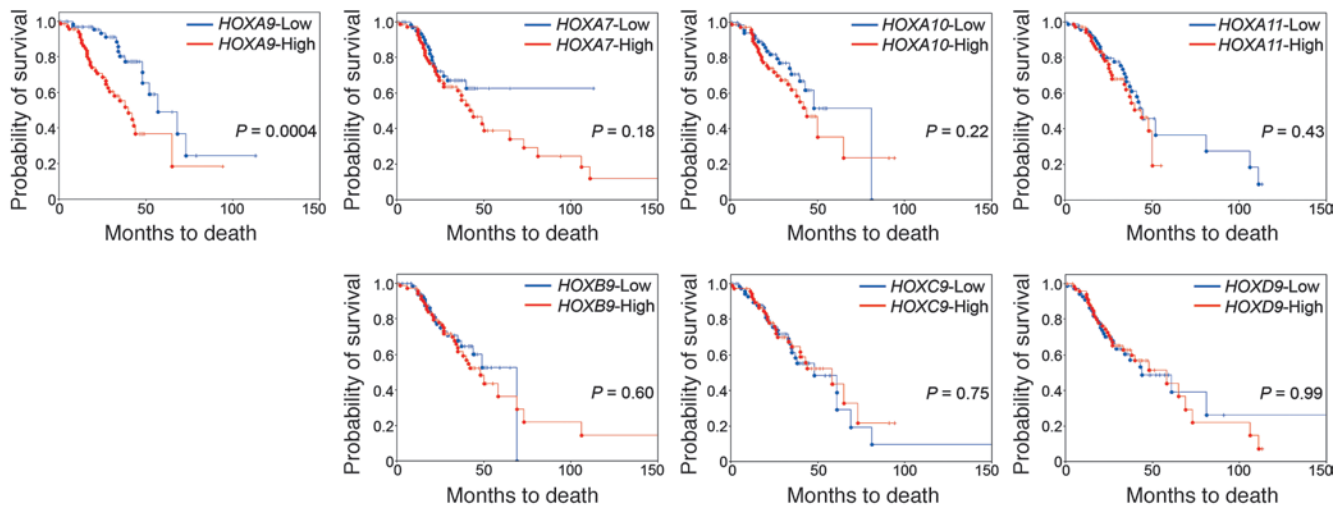 Probability of survival
1.0
0.8
0.6
0.4
0.2
0
50
100
150
HOXA9-Low
HOXA9-High
P = 0.0004
Months to death
Probability of survival
1.0
0.8
0.6
0.4
0.2
0
50
100
150
HOXA7-Low
HOXA7-High
P = 0.18
Months to death
Probability of survival
1.0
0.8
0.6
0.4
0.2
0
50
100
150
HOXA10-Low
HOXA10-High
P = 0.22
Months to death
Probability of survival
1.0
0.8
0.6
0.4
0.2
0
50
100
150
HOXA11-Low
HOXA11-High
P = 0.43
Months to death
Probability of survival
1.0
0.8
0.6
0.4
0.2
0
0
50
100
150
HOXB9-Low
HOXB9-High
P = 0.60
Months to death
Probability of survival
1.0
0.8
0.6
0.4
0.2
0
0
50
100
150
HOXC9-Low
HOXC9-High
P = 0.75
Months to death
Probability of survival
1.0
0.8
0.6
0.4
0.2
0
0
50
100
150
HOXD9-Low
HOXD9-High
P = 0.99
Months to death